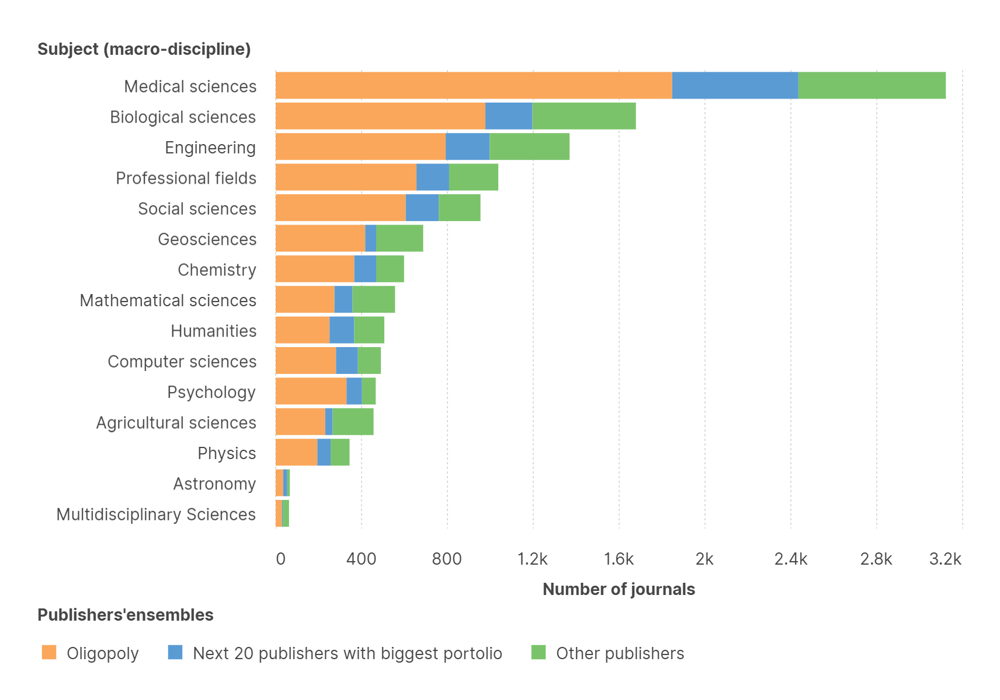 Subject (macro-discipline)
Medical sciences
Biological sciences
Engineering
Professional fields
Social sciences
Geosciences
Chemistry
Mathematical sciences
Humanities
Computer sciences
Psychology
Agricultural sciences
Physics
Astronomy
Multidisciplinary Sciences
0 400 800 1.2k 1.6k 2k 2.4k 2.8k 3.2k
Number of journals
Publishers'ensembles
Oligopoly Next 20 publishers with biggest portolio Other publishers